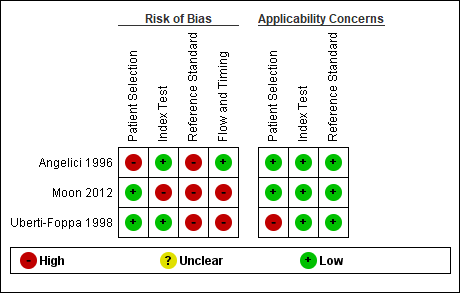 Risk of Bias Applicability Concerns
Patient Selection
Index Test
Reference Standard
Flow and Timing
Patient Selection
Index Test
Reference Standard
Angelici 1996 - + - + + + +
Moon 2012 + - - - + + +
Uberti-Foppa 1998 + + - - - + +
- High ? Unclear + Low